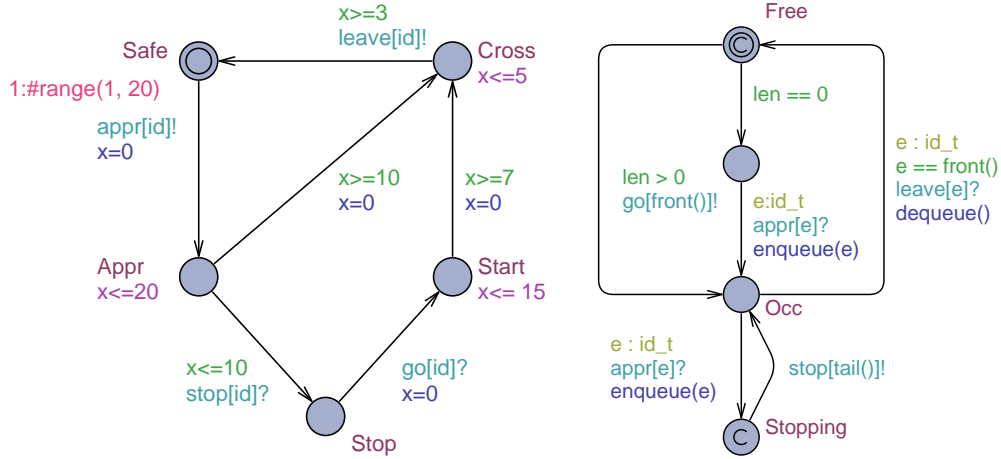 x>=3
leave[id]!
Safe
Cross
x<=5
1:#range(1, 20)
appr[id]!
x=0
x>=10
x=0
x>=7
x=0
Appr
x<=20
Start
x<= 15
x<=10
stop[id]?
go[id]?
x=0
Stop
Free
C
len == 0
len > 0
go[front()]!
e:id_t
appr[e]?
enqueue(e)
e : id_t
e == front()
leave[e]?
dequeue()
Occ
e : id_t
appr[e]?
enqueue(e)
stop[tail()]!
Stopping
C